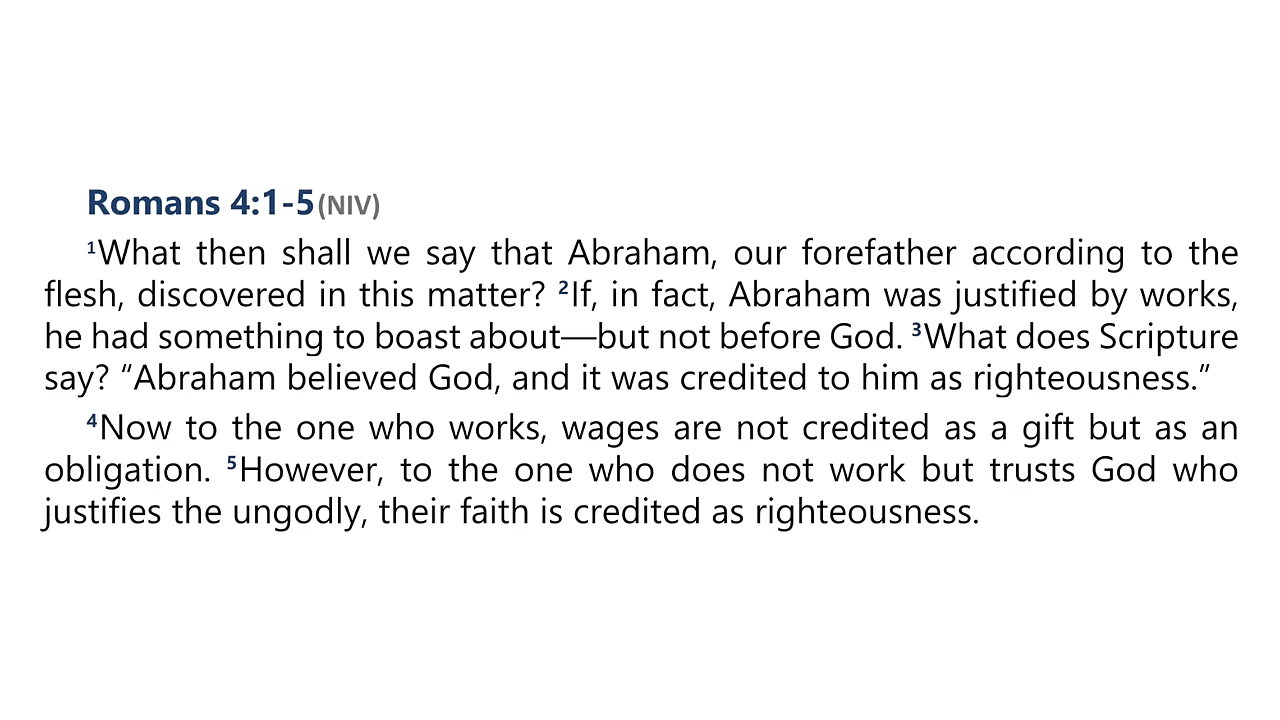 Romans 4:1-5(NIV)
¹What then shall we say that Abraham, our forefather according to the
flesh, discovered in this matter? ²If, in fact, Abraham was justified by works,
he had something to boast about—but not before God. ³What does Scripture
say? “Abraham believed God, and it was credited to him as righteousness.”
⁴Now to the one who works, wages are not credited as a gift but as an
obligation. ⁵However, to the one who does not work but trusts God who
justifies the ungodly, their faith is credited as righteousness.